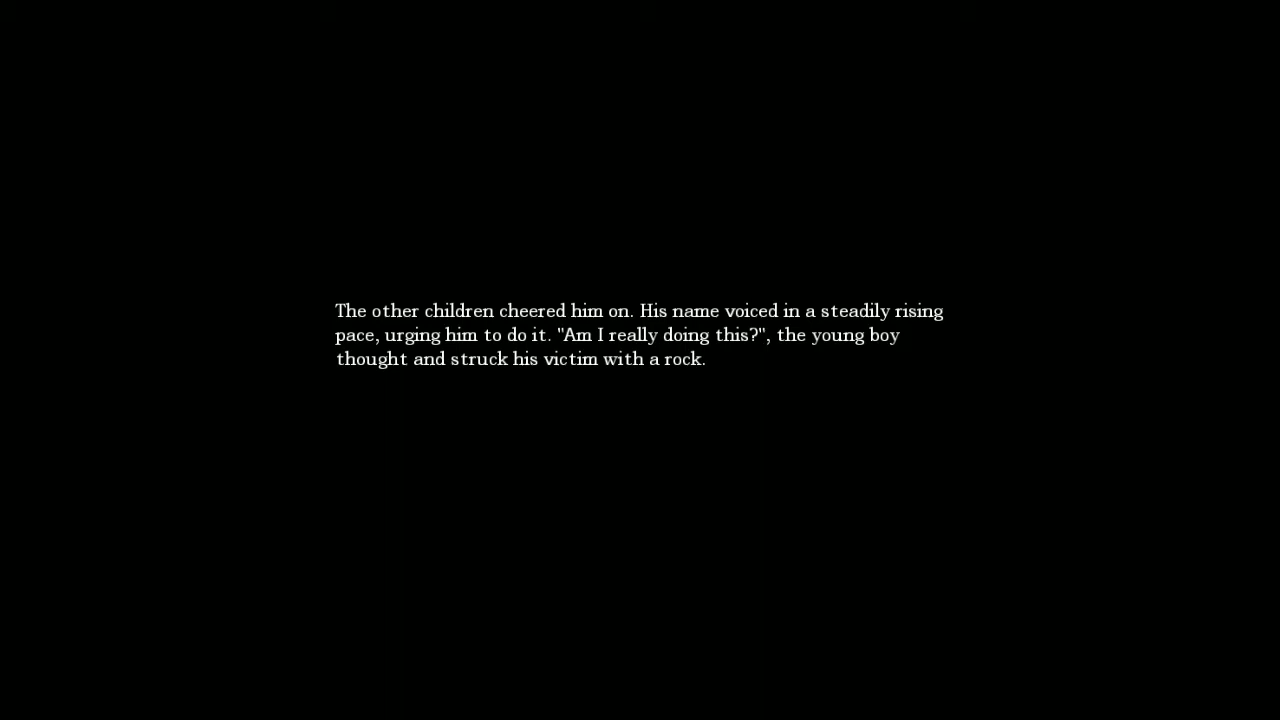 The other children cheered him on. His name voiced in a steadily rising
pace, urging him to do it. "Am I really doing this?", the young boy
thought and struck his victim with a rock.